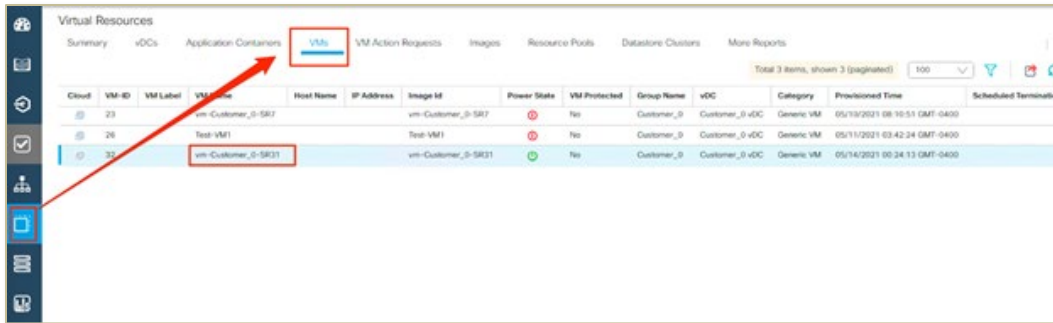 Virtual Resources
Summary vDCs Application Containers VMs VM Action Requests Images Resource Pools Datastore Clusters More Reports
Total 3 items, shown 3 (paginated) 100
Cloud VM-ID VM Label VM Name Host Name IP Address Image Id Power State VM Protected Group Name vDC Category Provisioned Time Scheduled
23 vm-Customer_0-SR7 vm-Customer_0-SR7 No Customer_0 Customer_0 vDC Generic VM 05/10/2021 08:10:51 GMT-0400
26 Test-VM1 Test-VM1 No Customer_0 Customer_0 vDC Generic VM 05/11/2021 03:42:24 GMT-0400
32 vm-Customer_0-SR31 vm-Customer_0-SR31 No Customer_0 Customer_0 vDC Generic VM 05/14/2021 00:24:13 GMT-0400